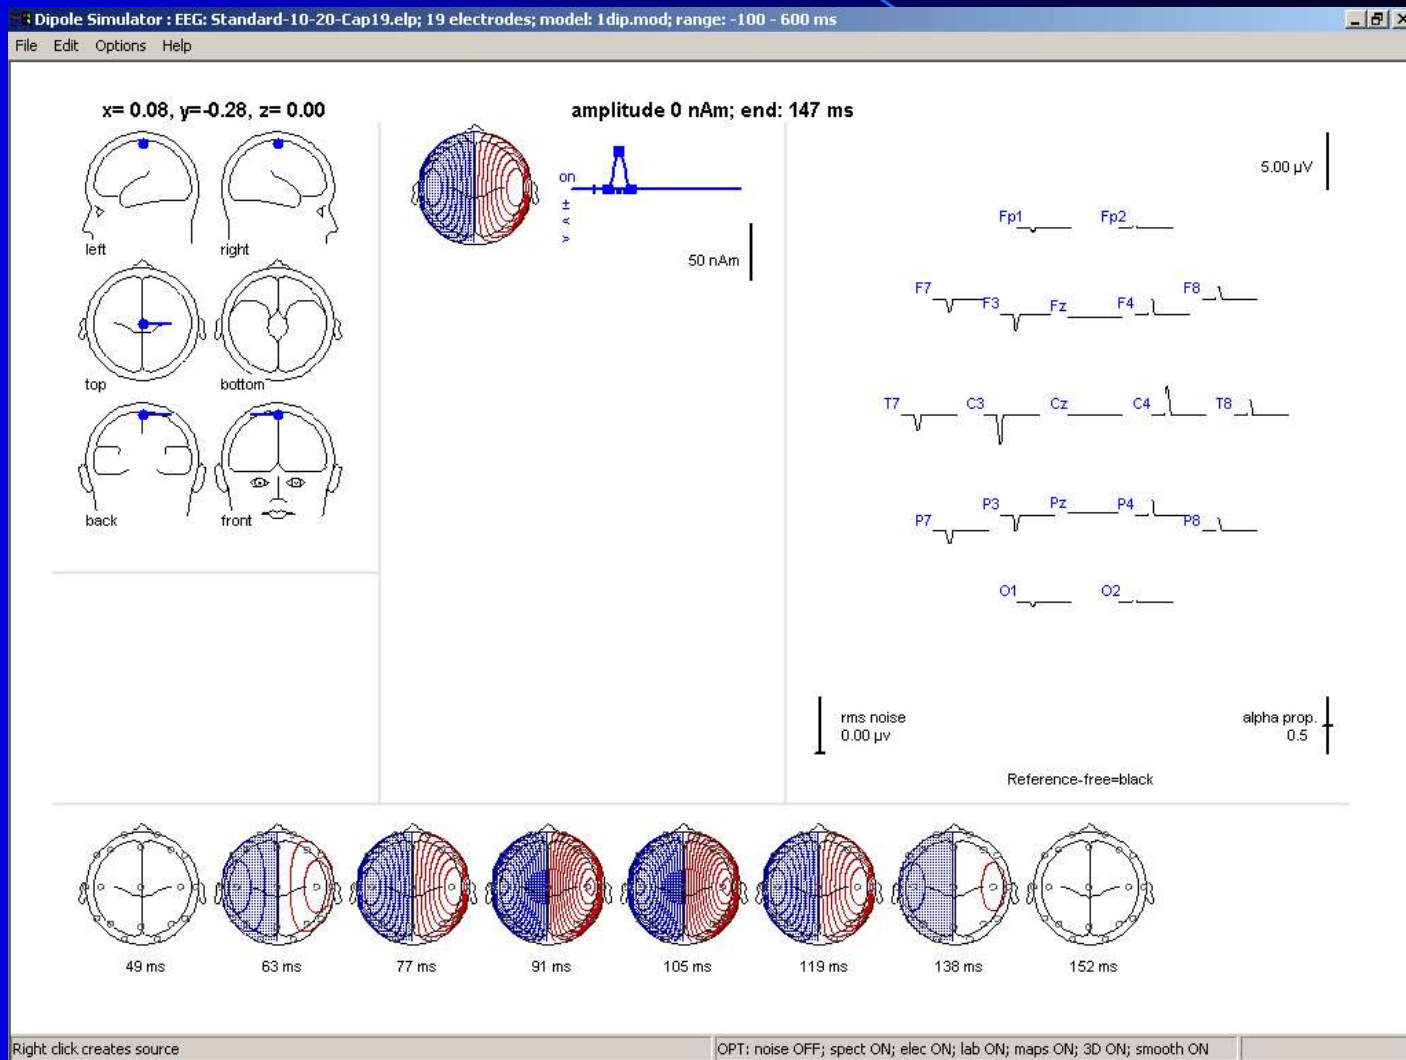 Dipole Simulator : EEG: Standard-10-20-Cap19.elp; 19 electrodes; model: 1dip.mod; range: -100 - 600 ms
File Edit Options Help
x= 0.08, y=-0.28, z= 0.00
left
right
top
bottom
back
front
amplitude 0 nAm; end: 147 ms
on
±
<
>
50 nAm
5.00 µV
Fp1 Fp2
F7 F3 Fz F4 F8
T7 C3 Cz C4 T8
P7 P3 Pz P4 P8
O1 O2
rms noise
0.00 µv
alpha prop.
0.5
Reference-free=black
49 ms 63 ms 77 ms 91 ms 105 ms 119 ms 138 ms 152 ms
Right click creates source
OPT: noise OFF; spect ON; elec ON; lab ON; maps ON; 3D ON; smooth ON